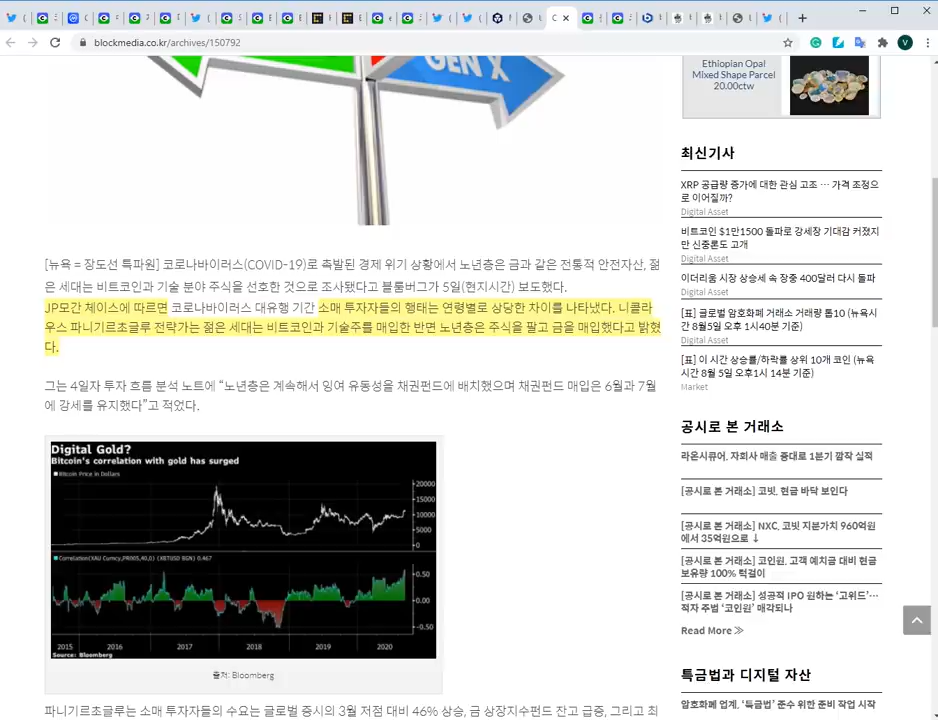 blockmedia.co.kr/archives/150792
V
GEN X
Ethiopian Opal
Mixed Shape Parcel
20.00ctw
[뉴욕 = 장도선 특파원] 코로나바이러스(COVID-19)로 촉발된 경제 위기 상황에서 노년층은 금과 같은 전통적 안전자산, 젊
은 세대는 비트코인과 기술 분야 주식을 선호한 것으로 조사됐다고 블룸버그가 5일(현지시간) 보도했다.
JP모간 체이스에 따르면 코로나바이러스 대유행 기간 소매 투자자들의 행태는 연령별로 상당한 차이를 나타냈다. 니콜라
우스 파니기르초글루 전략가는 젊은 세대는 비트코인과 기술주를 매입한 반면 노년층은 주식을 팔고 금을 매입했다고 밝혔
다.
그는 4일자 투자 흐름 분석 노트에 “노년층은 계속해서 잉여 유동성을 채권펀드에 배치했으며 채권펀드 매입은 6월과 7월
에 강세를 유지했다”고 적었다.
Digital Gold?
Bitcoin's correlation with gold has surged
Bitcoin Price in Dollars
20000
15000
10000
5000
0
Correlation(XAU Curncy,PR005,40,0) (XBTUSD BGN) 0.467
0.50
0.00
-0.50
2015 2016 2017 2018 2019 2020
Source: Bloomberg
출처: Bloomberg
파니기르초글루는 소매 투자자들의 수요는 글로벌 증시의 3월 저점 대비 46% 상승, 금 상장지수펀드 잔고 급증, 그리고 최
최신기사
XRP 공급량 증가에 대한 관심 고조 … 가격 조정으
로 이어질까?
Digital Asset
비트코인 $1만1500 돌파로 강세장 기대감 커졌지
만 신중론도 고개
Digital Asset
이더리움 시장 상승세 속 장중 400달러 다시 돌파
Digital Asset
[표] 글로벌 암호화폐 거래소 거래량 톱10 (뉴욕시
간 8월5일 오후 1시40분 기준)
Digital Asset
[표] 이 시간 상승률/하락률 상위 10개 코인 (뉴욕
시간 8월 5일 오후1시 14분 기준)
Market
공시로 본 거래소
라온시큐어, 자회사 매출 증대로 1분기 깜작 실적
[공시로 본 거래소] 코빗, 현금 바닥 보인다
[공시로 본 거래소] NXC, 코빗 지분가치 960억원
에서 35억원으로 ↓
[공시로 본 거래소] 코인원, 고객 예치금 대비 현금
보유량 100% 턱걸이
[공시로 본 거래소] 성공적 IPO 원하는 ‘고위드’…
적자 주범 ‘코인원’ 매각되나
Read More ≫
특금법과 디지털 자산
암호화폐 업계, ‘특금법’ 준수 위한 준비 작업 시작